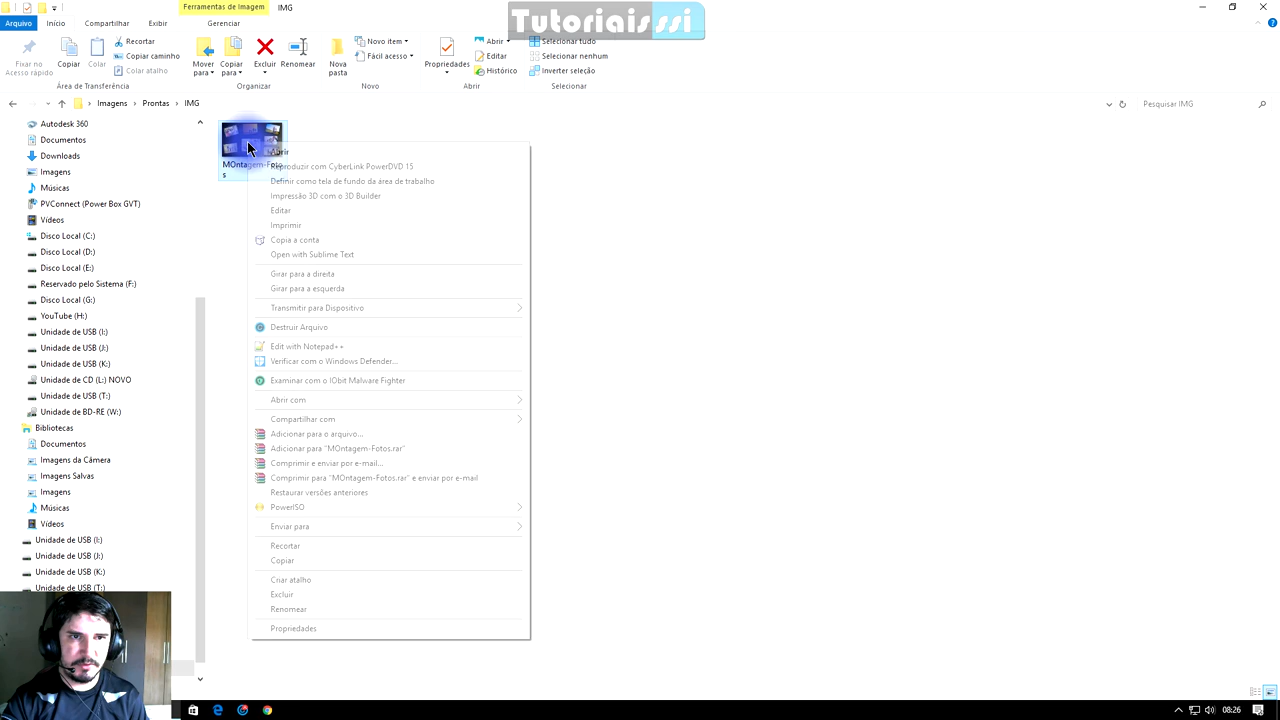 Ferramentas de Imagem
IMG
Tutoriaisssi
Arquivo
Início
Compartilhar
Exibir
Gerenciar
Fixar no
Acesso rápido
Copiar
Colar
Recortar
Copiar caminho
Colar atalho
Área de Transferência
Mover
para
Copiar
para
Excluir
Renomear
Organizar
Nova
pasta
Novo item
Fácil acesso
Novo
Propriedades
Abrir
Editar
Histórico
Abrir
Selecionar tudo
Selecionar nenhum
Inverter seleção
Selecionar
Imagens > Prontas > IMG
Pesquisar IMG
Autodesk 360
Documentos
Downloads
Imagens
Músicas
PVConnect (Power Box GVT)
Vídeos
Disco Local (C:)
Disco Local (D:)
Disco Local (E:)
Reservado pelo Sistema (F:)
Disco Local (G:)
YouTube (H:)
Unidade de USB (I:)
Unidade de USB (J:)
Unidade de USB (K:)
Unidade de CD (L:) NOVO
Unidade de USB (T:)
Unidade de BD-RE (W:)
Bibliotecas
Documentos
Imagens da Câmera
Imagens Salvas
Imagens
Músicas
Vídeos
Unidade de USB (I:)
Unidade de USB (J:)
Unidade de USB (K:)
Unidade de USB (T:)
MOntagem-Foto
s
Abrir
Reproduzir com CyberLink PowerDVD 15
Definir como tela de fundo da área de trabalho
Impressão 3D com o 3D Builder
Editar
Imprimir
Copia a conta
Open with Sublime Text
Girar para a direita
Girar para a esquerda
Transmitir para Dispositivo
Destruir Arquivo
Edit with Notepad++
Verificar com o Windows Defender...
Examinar com o IObit Malware Fighter
Abrir com
Compartilhar com
Adicionar para o arquivo...
Adicionar para "MOntagem-Fotos.rar"
Comprimir e enviar por e-mail...
Comprimir para "MOntagem-Fotos.rar" e enviar por e-mail
Restaurar versões anteriores
PowerISO
Enviar para
Recortar
Copiar
Criar atalho
Excluir
Renomear
Propriedades
08:26